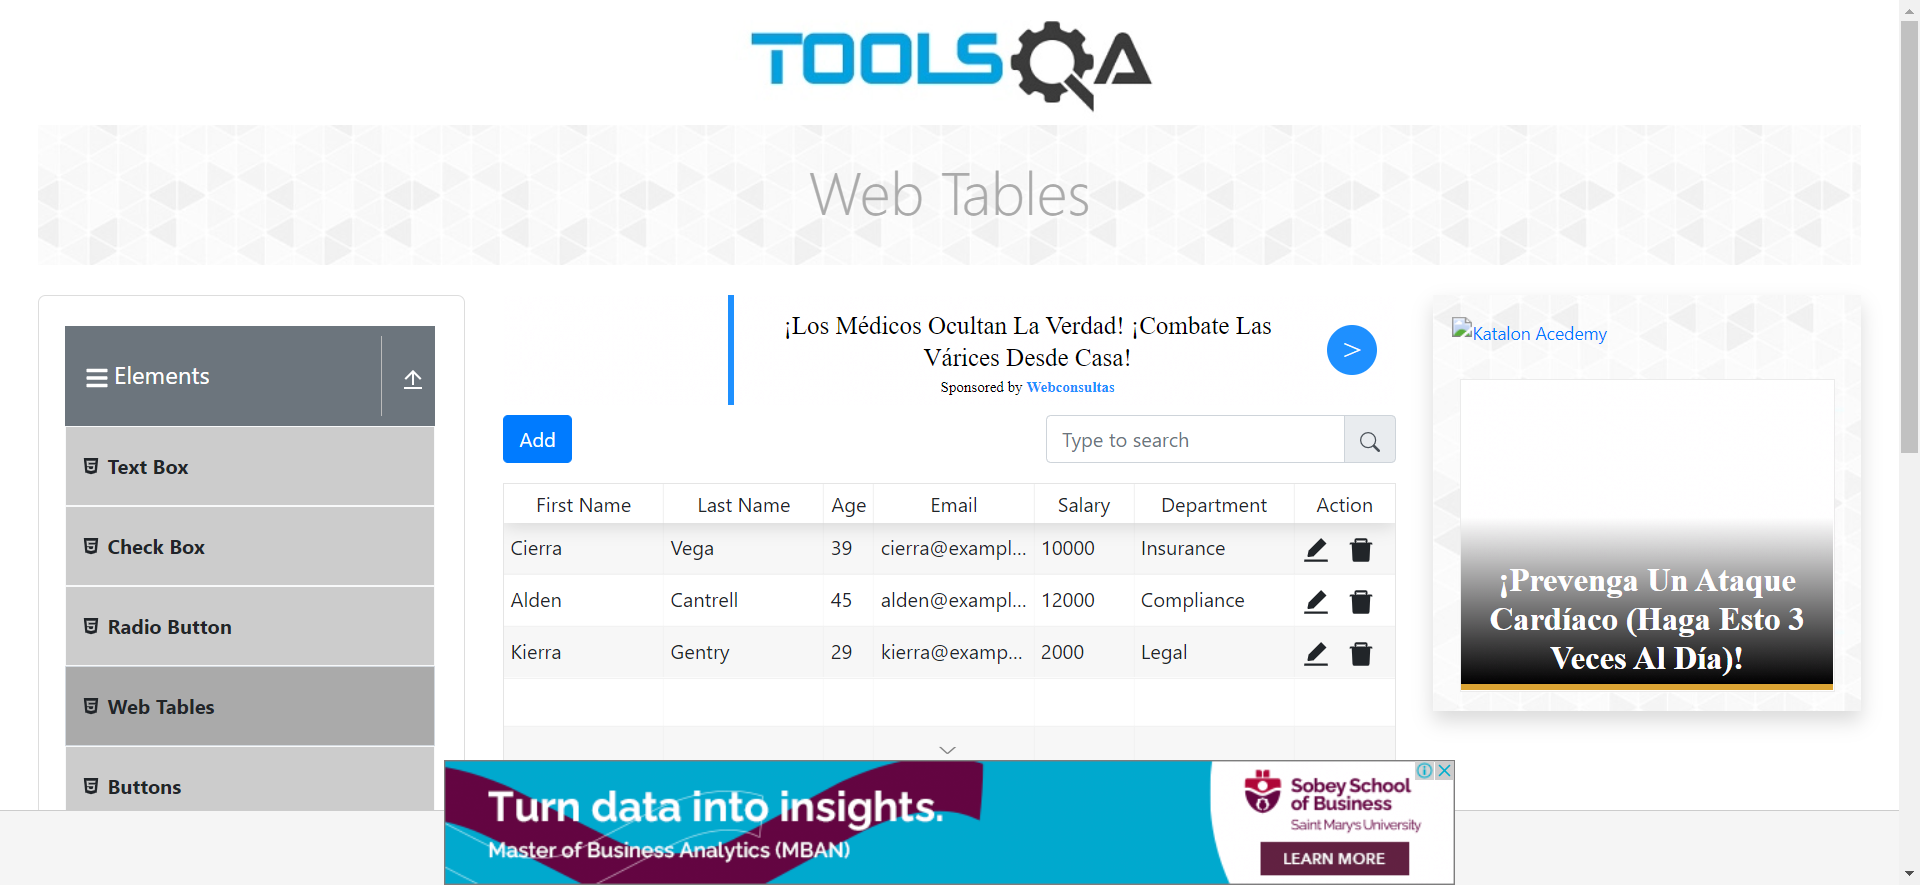 TOOLSQA
Web Tables
Elements
Text Box
Check Box
Radio Button
Web Tables
Buttons
¡Los Médicos Ocultan La Verdad! ¡Combate Las
Várices Desde Casa!
Sponsored by Webconsultas
>
Add
Type to search
First Name Last Name Age Email Salary Department Action
Cierra Vega 39 cierra@exampl... 10000 Insurance
Alden Cantrell 45 alden@exampl... 12000 Compliance
Kierra Gentry 29 kierra@examp... 2000 Legal
Katalon Acedemy
¡Prevenga Un Ataque
Cardíaco (Haga Esto 3
Veces Al Día)!
Turn data into insights.
Master of Business Analytics (MBAN)
Sobey School
of Business
Saint Mary's University
LEARN MORE